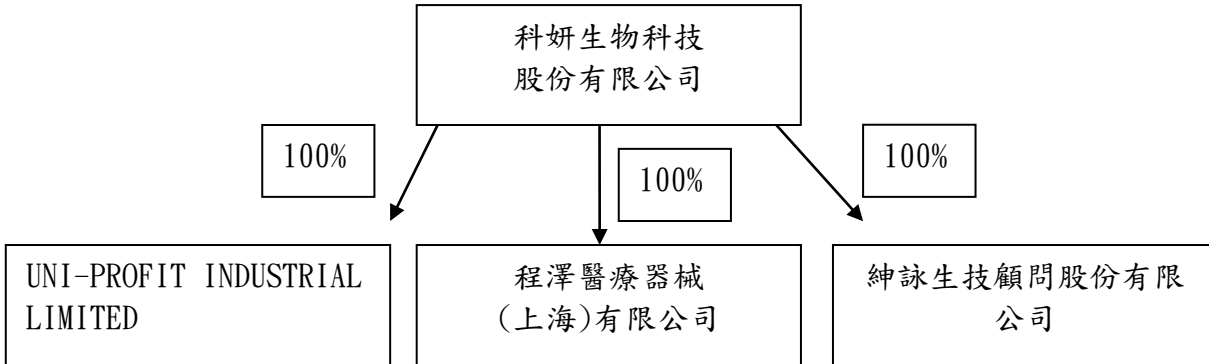 科妍生物科技
股份有限公司
100%
100%
100%
UNI-PROFIT INDUSTRIAL
LIMITED
程澤醫療器械
(上海)有限公司
紳詠生技顧問股份有限
公司